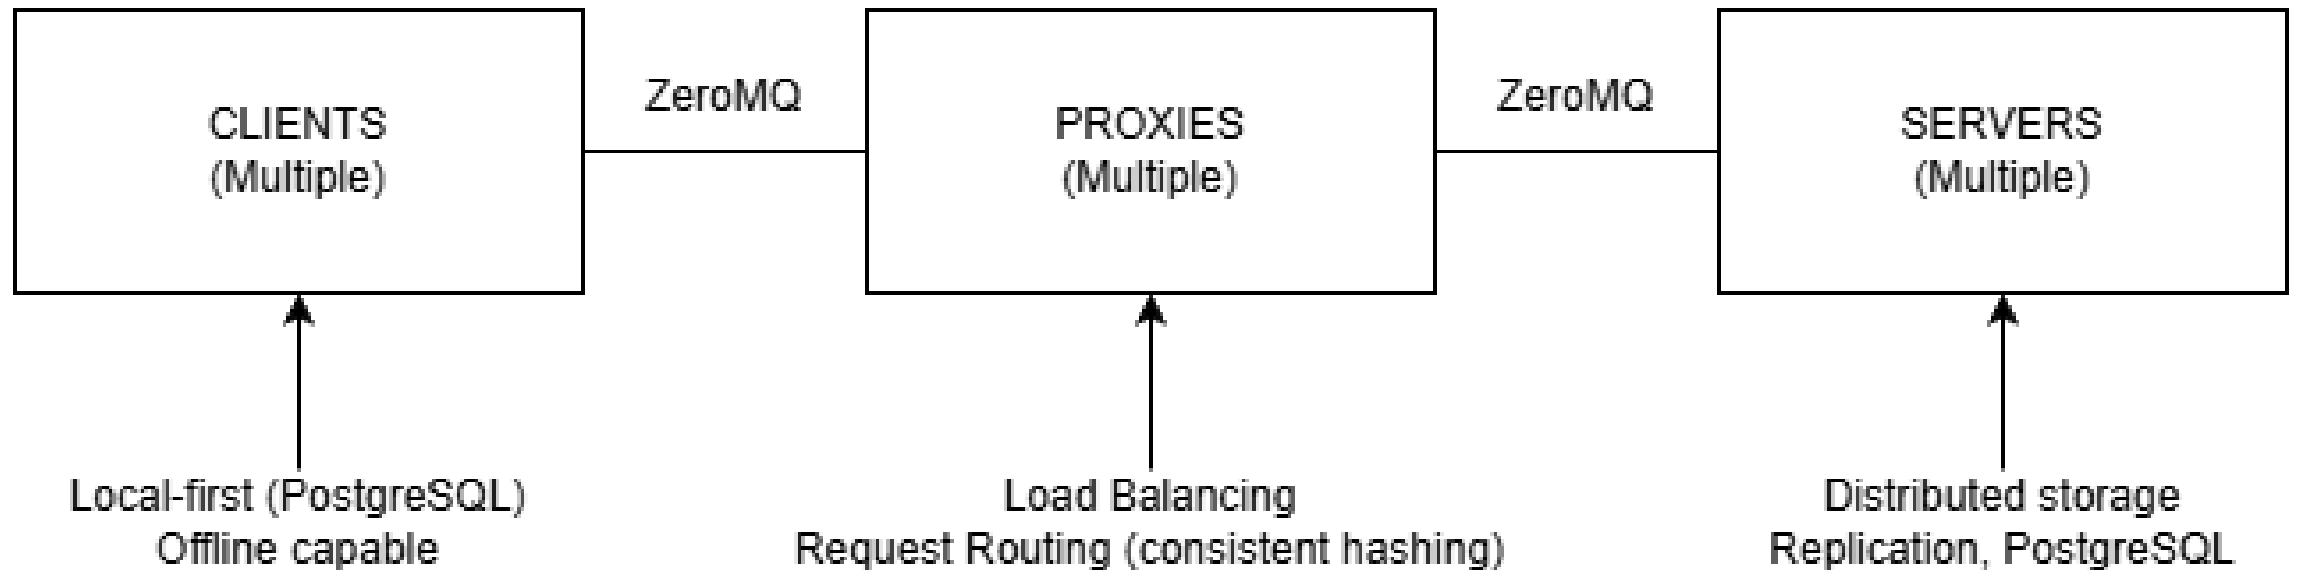 CLIENTS
(Multiple)
ZeroMQ
PROXIES
(Multiple)
ZeroMQ
SERVERS
(Multiple)
Local-first (PostgreSQL)
Offline capable
Load Balancing
Request Routing (consistent hashing)
Distributed storage
Replication, PostgreSQL